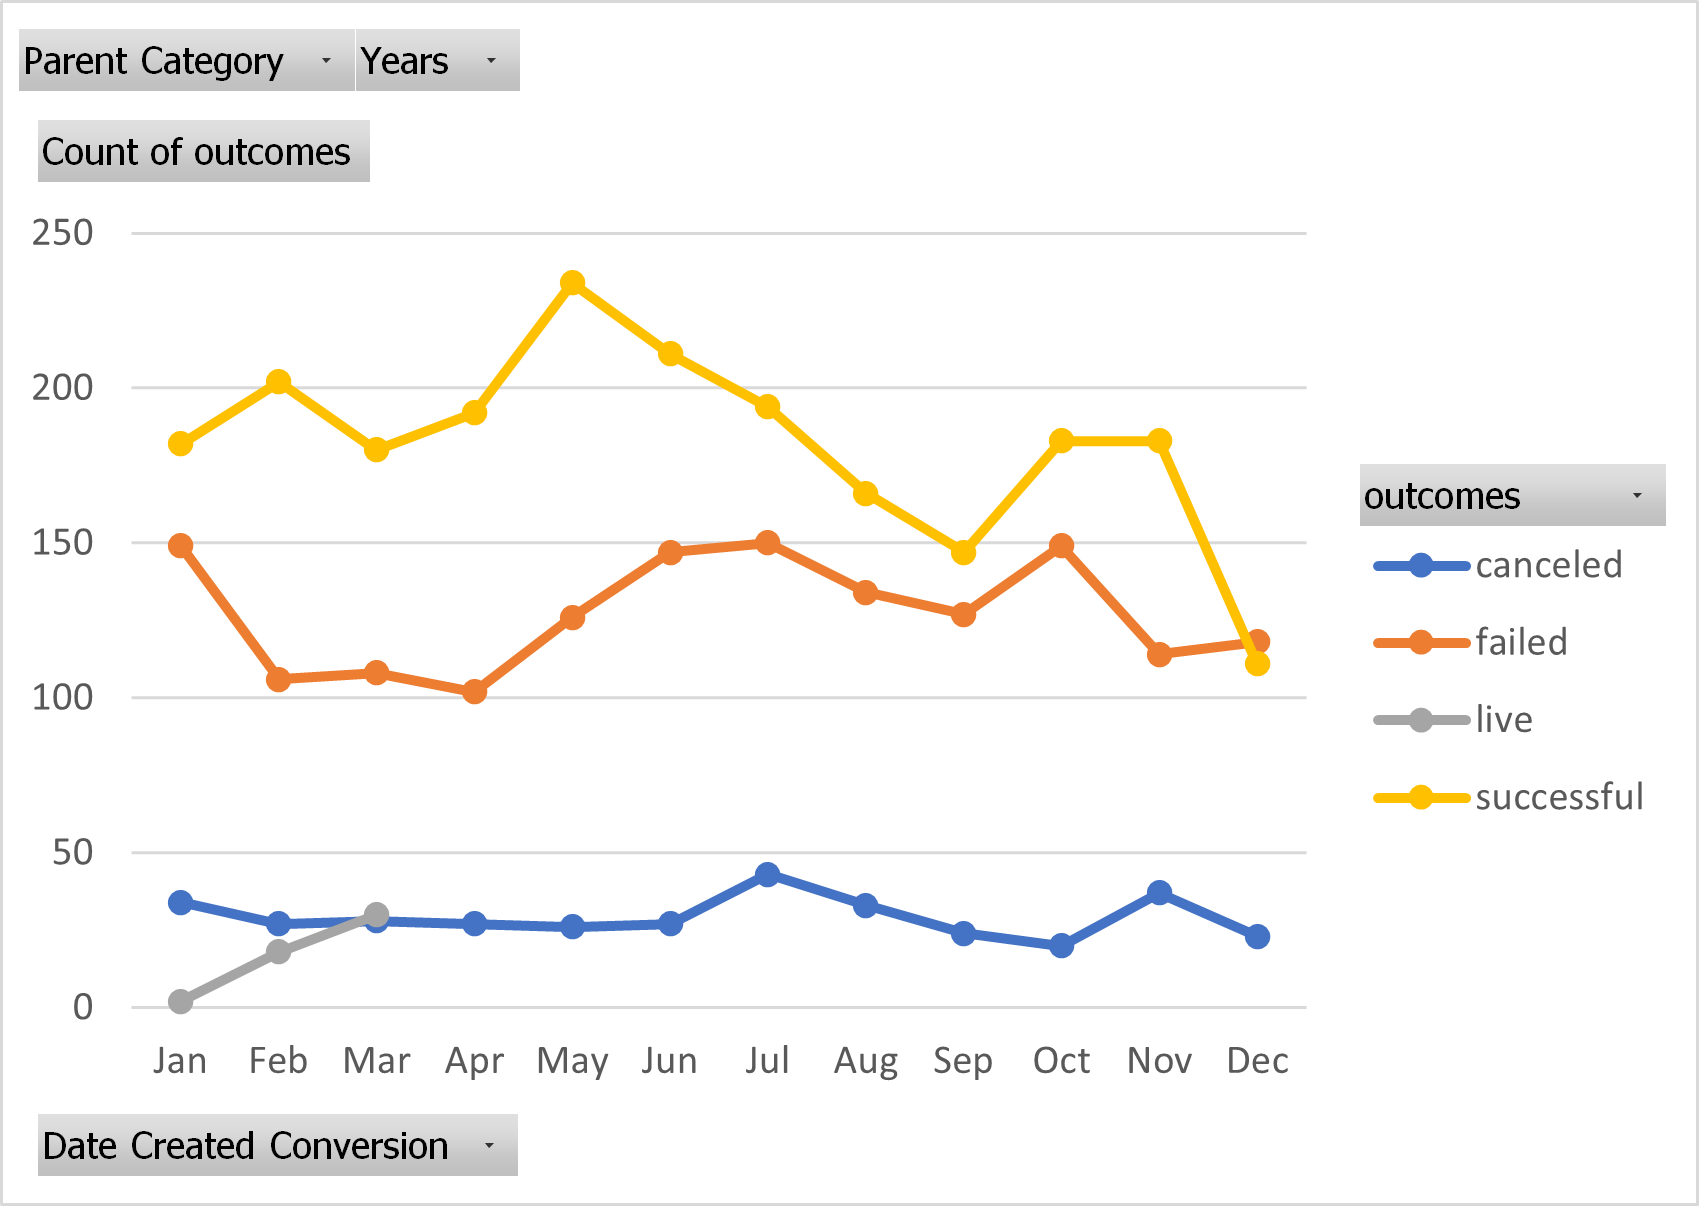 Parent Category Years
Count of outcomes
250
200
150
100
50
0
Jan Feb Mar Apr May Jun Jul Aug Sep Oct Nov Dec
outcomes
canceled
failed
live
successful
Date Created Conversion